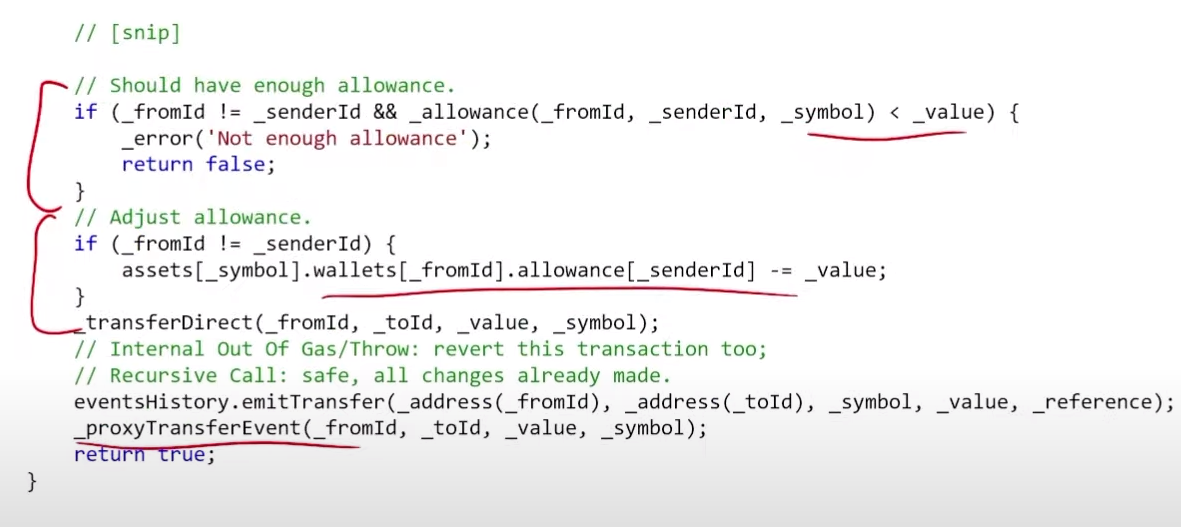 // [snip]
// Should have enough allowance.
if (_fromId != _senderId && _allowance(_fromId, _senderId, _symbol) < _value) {
_error('Not enough allowance');
return false;
}
// Adjust allowance.
if (_fromId != _senderId) {
assets[_symbol].wallets[_fromId].allowance[_senderId] -= _value;
}
_transferDirect(_fromId, _toId, _value, _symbol);
// Internal Out Of Gas/Throw: revert this transaction too;
// Recursive Call: safe, all changes already made.
eventsHistory.emitTransfer(_address(_fromId), _address(_toId), _symbol, _value, _reference);
_proxyTransferEvent(_fromId, _toId, _value, _symbol);
return true;
}